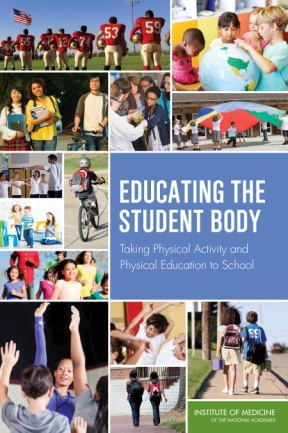 53
EDUCATING THE
STUDENT BODY
Taking Physical Activity and
Physical Education to School
INSTITUTE OF MEDICINE
OF THE NATIONAL ACADEMIES